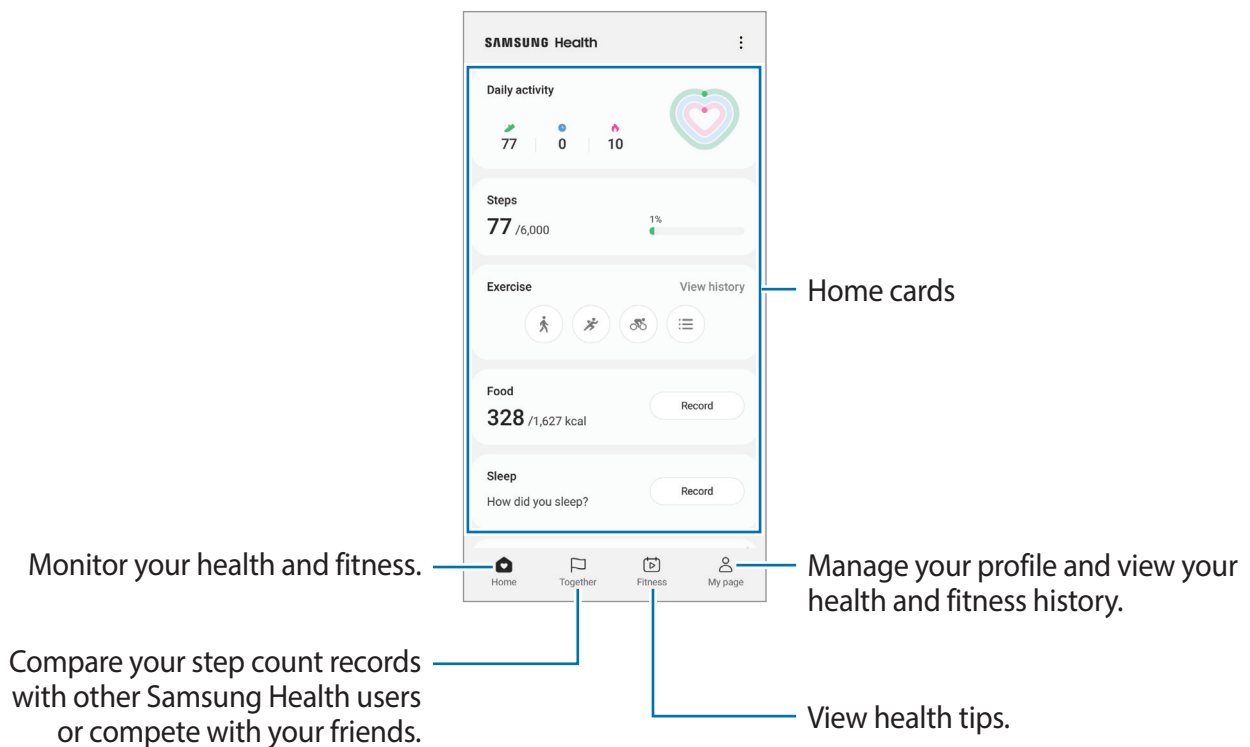 SAMSUNG Health
Daily activity
77 0 10
Steps
77 /6,000
1%
Exercise View history
Food
328 /1,627 kcal
Record
Sleep
How did you sleep?
Record
Home Together Fitness My page
Home cards
Monitor your health and fitness.
Manage your profile and view your
health and fitness history.
Compare your step count records
with other Samsung Health users
or compete with your friends.
View health tips.